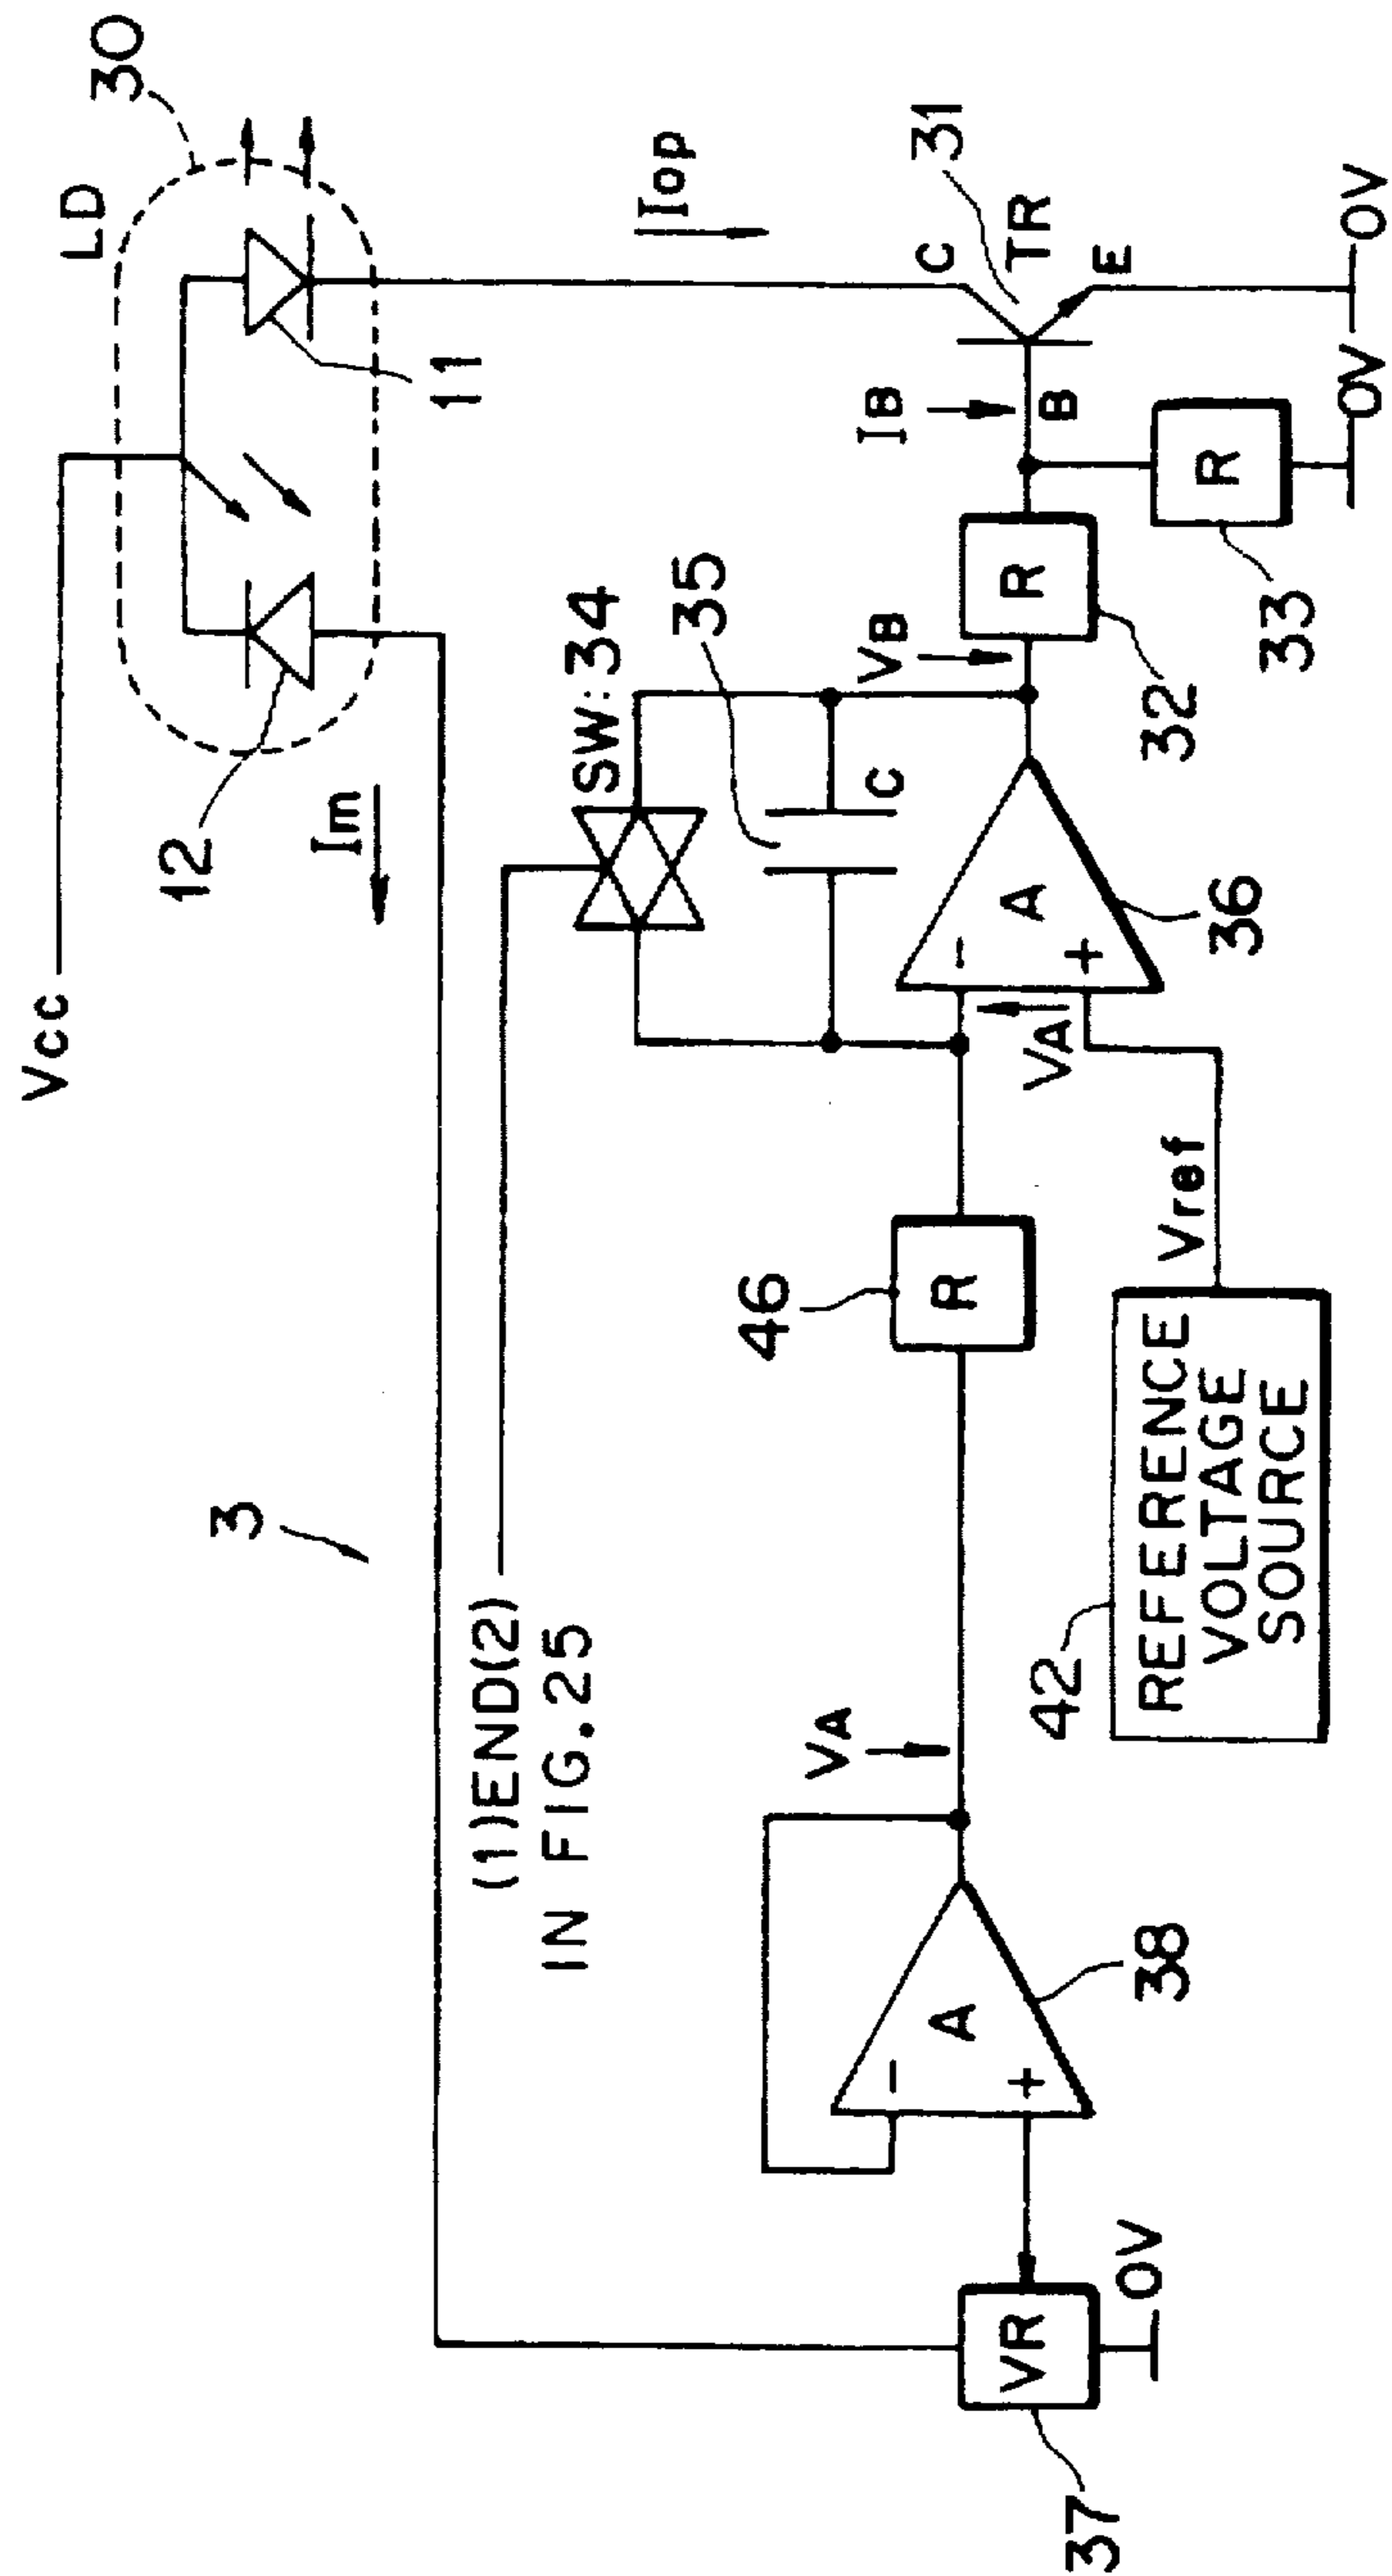 30
LD
Vcc
11
12
Im
Iop
3
(1)END(2)
IN FIG.25
SW:34
35
C
C
31
TR
E
0V
IB
B
VB
R
32
R
33
0V
A
-
+
36
VA
46
R
Vref
42
REFERENCE
VOLTAGE
SOURCE
VA
A
-
+
38
VR
37
0V